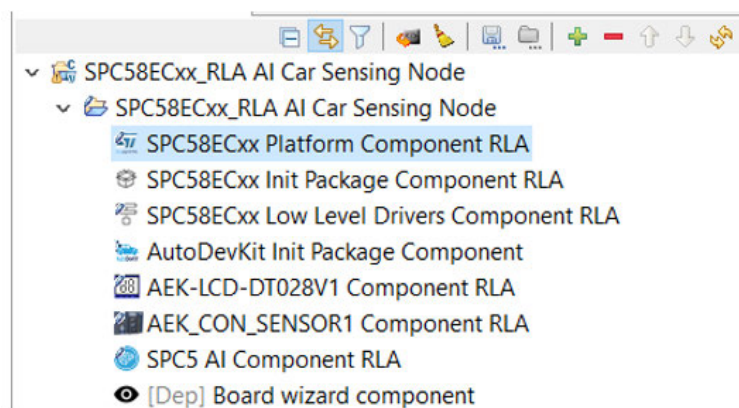 SPC58ECxx_RLA AI Car Sensing Node
SPC58ECxx_RLA AI Car Sensing Node
SPC58ECxx Platform Component RLA
SPC58ECxx Init Package Component RLA
SPC58ECxx Low Level Drivers Component RLA
AutoDevKit Init Package Component
AEK-LCD-DT028V1 Component RLA
AEK_CON_SENSOR1 Component RLA
SPC5 AI Component RLA
[Dep] Board wizard component